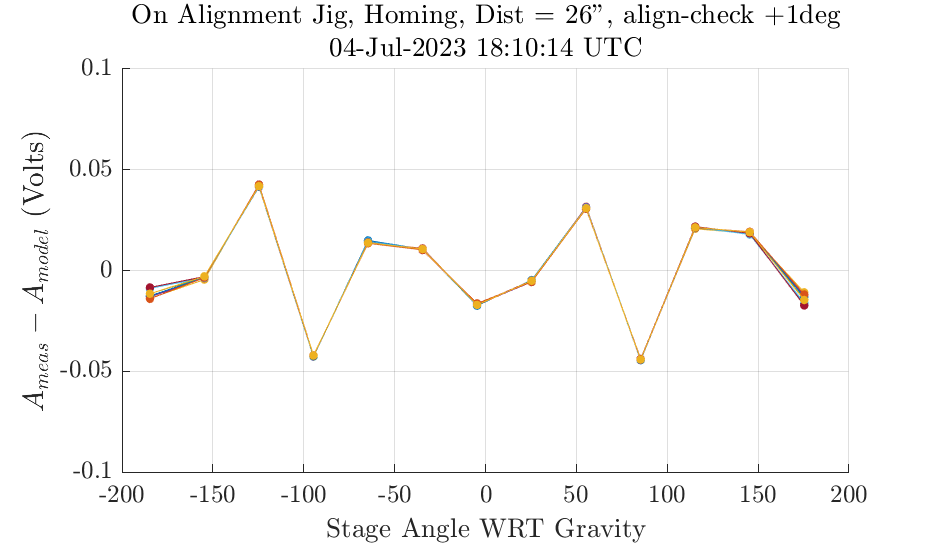 On Alignment Jig, Homing, Dist = 26”, align-check +1deg
04-Jul-2023 18:10:14 UTC
0.1
0.05
0
-0.05
-0.1
A_meas − A_model (Volts)
-200 -150 -100 -50 0 50 100 150 200
Stage Angle WRT Gravity